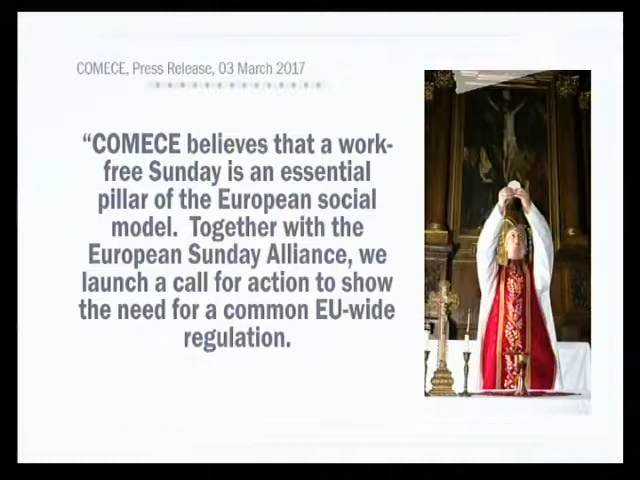 COMECE, Press Release, 03 March 2017
“COMECE believes that a work-
free Sunday is an essential
pillar of the European social
model. Together with the
European Sunday Alliance, we
launch a call for action to show
the need for a common EU-wide
regulation.